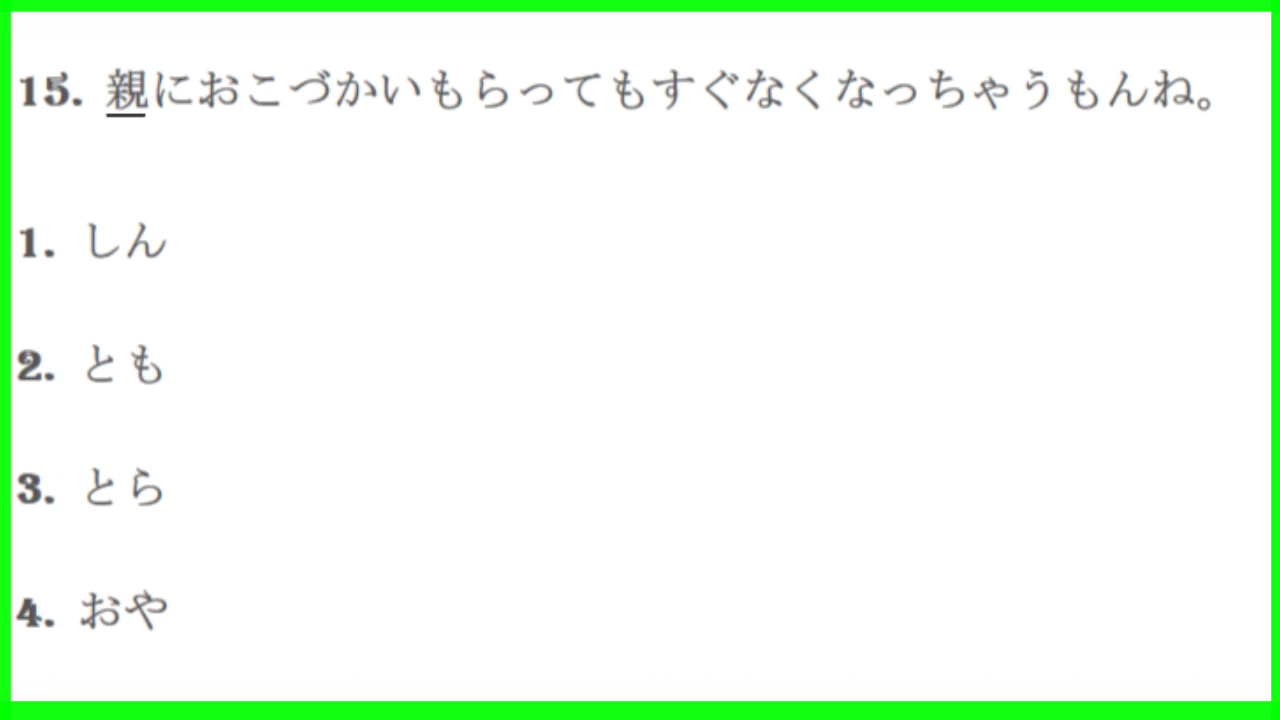 15. 親におこづかいもらってもすぐなくなっちゃうもんね。
1. しん
2. とも
3. とら
4. おや